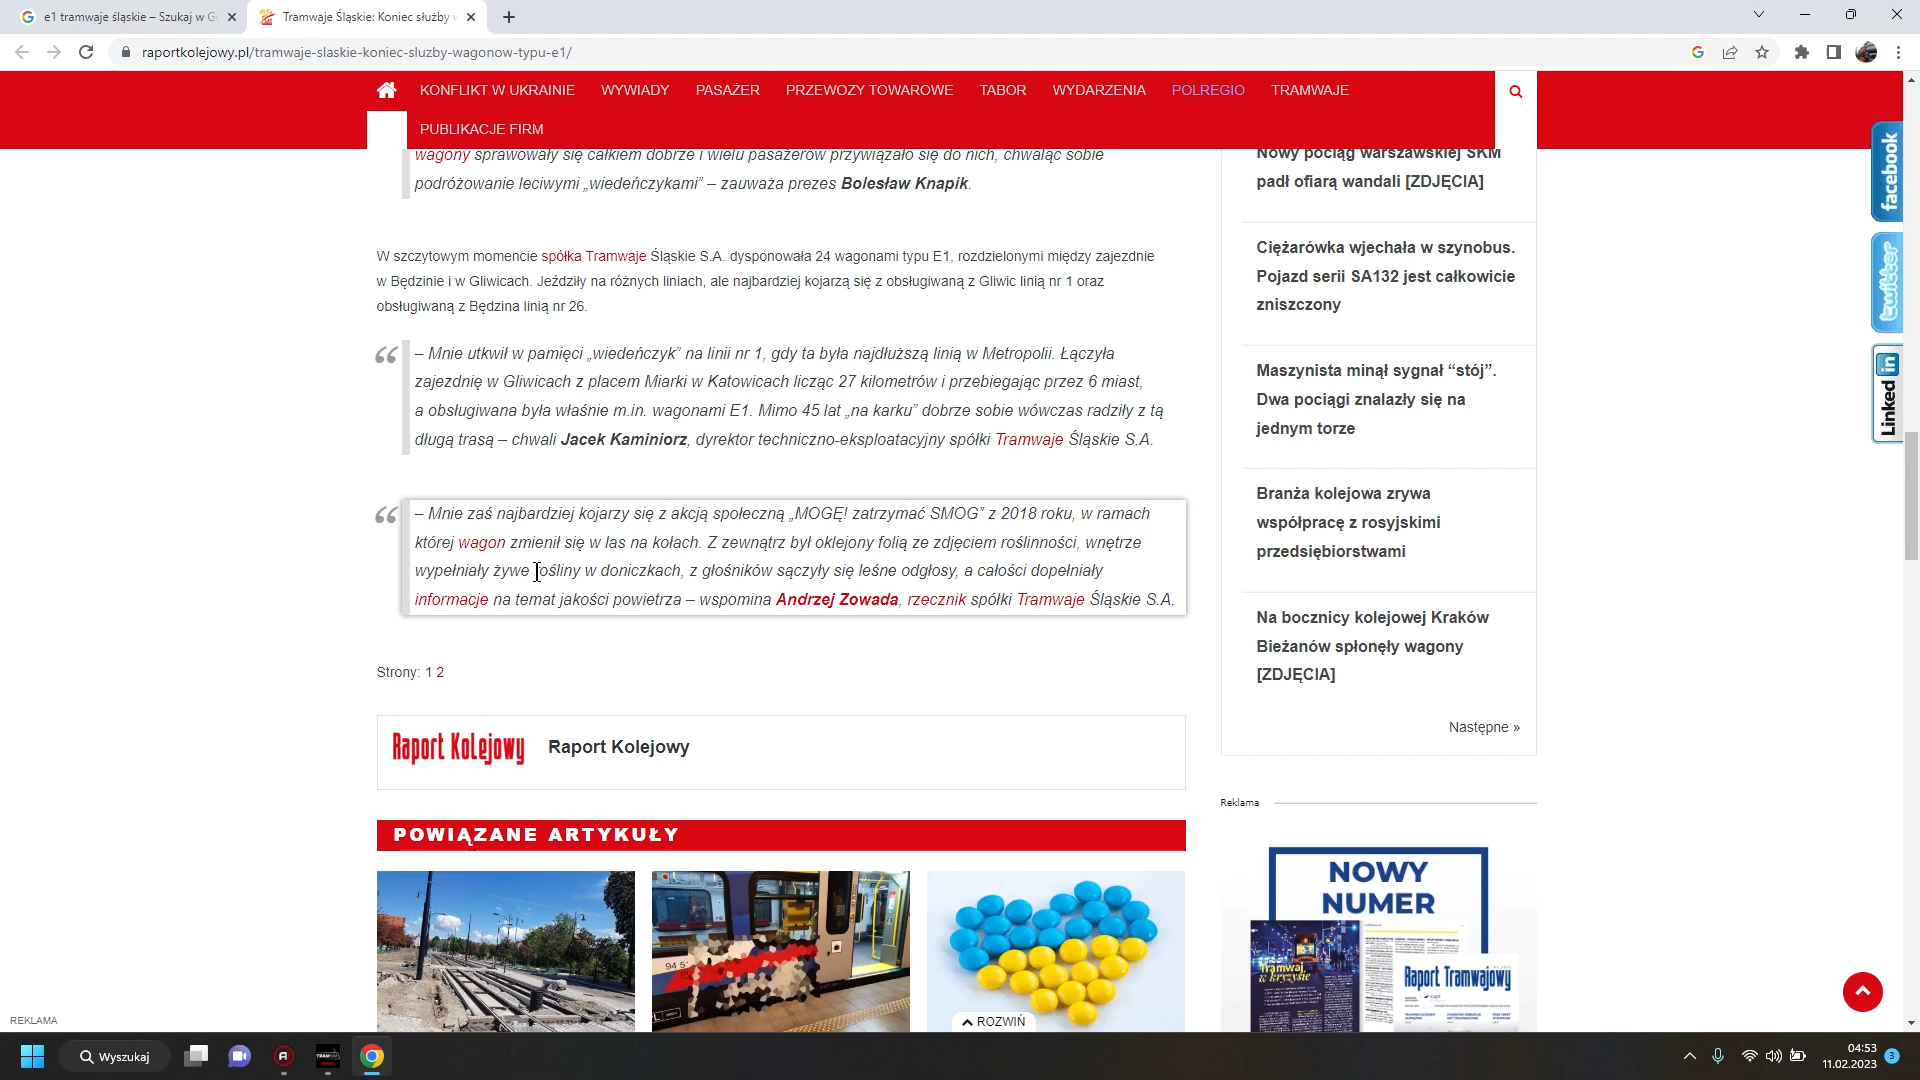 e1 tramwaje śląskie – Szukaj w G
Tramwaje Śląskie: Koniec służby w
raportkolejowy.pl/tramwaje-slaskie-koniec-sluzby-wagonow-typu-e1/
KONFLIKT W UKRAINIE WYWIADY PASAŻER PRZEWOZY TOWAROWE TABOR WYDARZENIA POLREGIO TRAMWAJE
PUBLIKACJE FIRM
wagony sprawowały się całkiem dobrze i wielu pasażerów przywiązało się do nich, chwaląc sobie
podróżowanie leciwymi „wiedeńczykami” – zauważa prezes Bolesław Knapik.
W szczytowym momencie spółka Tramwaje Śląskie S.A. dysponowała 24 wagonami typu E1, rozdzielonymi między zajezdnie
w Będzinie i w Gliwicach. Jeździły na różnych liniach, ale najbardziej kojarzą się z obsługiwaną z Gliwic linią nr 1 oraz
obsługiwaną z Będzina linią nr 26.
– Mnie utkwił w pamięci „wiedeńczyk” na linii nr 1, gdy ta była najdłuższą linią w Metropolii. Łączyła
zajezdnię w Gliwicach z placem Miarki w Katowicach licząc 27 kilometrów i przebiegając przez 6 miast,
a obsługiwana była właśnie m.in. wagonami E1. Mimo 45 lat „na karku” dobrze sobie wówczas radziły z tą
długą trasą – chwali Jacek Kaminiorz, dyrektor techniczno-eksploatacyjny spółki Tramwaje Śląskie S.A.
– Mnie zaś najbardziej kojarzy się z akcją społeczną „MOGĘ! zatrzymać SMOG” z 2018 roku, w ramach
której wagon zmienił się w las na kołach. Z zewnątrz był oklejony folią ze zdjęciem roślinności, wnętrze
wypełniały żywe rośliny w doniczkach, z głośników sączyły się leśne odgłosy, a całości dopełniały
informacje na temat jakości powietrza – wspomina Andrzej Zowada, rzecznik spółki Tramwaje Śląskie S.A.
Strony: 1 2
Raport Kolejowy
Raport Kolejowy
POWIĄZANE ARTYKUŁY
94 5
ROZWIŃ
Nowy pociąg warszawskiej SKM
padł ofiarą wandali [ZDJĘCIA]
Ciężarówka wjechała w szynobus.
Pojazd serii SA132 jest całkowicie
zniszczony
Maszynista minął sygnał “stój”.
Dwa pociągi znalazły się na
jednym torze
Branża kolejowa zrywa
współpracę z rosyjskimi
przedsiębiorstwami
Na bocznicy kolejowej Kraków
Bieżanów spłonęły wagony
[ZDJĘCIA]
Następne »
Reklama
NOWY
NUMER
Tramwaj
w kryzysie
Raport Tramwajowy
facebook
twitter
Linked in
REKLAMA
Wyszukaj
04:53
11.02.2023
3